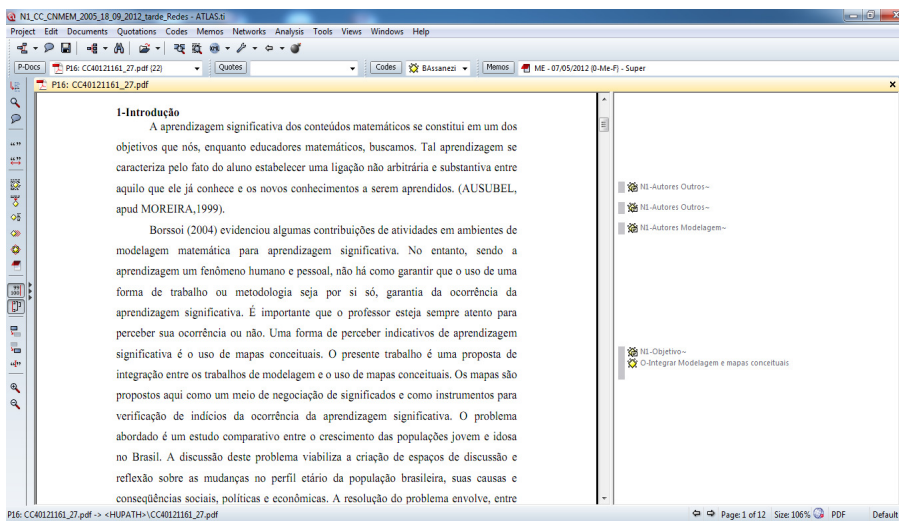 N1_CC_CNMEM_2005_18_09_2012_tarde_Redes - ATLAS.ti
Project Edit Documents Quotations Codes Memos Networks Analysis Tools Views Windows Help
P-Docs P16: CC40121161_27.pdf (22) Quotes Codes BAssanezi Memos ME - 07/05/2012 {0-Me-F} - Super
P16: CC40121161_27.pdf
1-Introdução
A aprendizagem significativa dos conteúdos matemáticos se constitui em um dos
objetivos que nós, enquanto educadores matemáticos, buscamos. Tal aprendizagem se
caracteriza pelo fato do aluno estabelecer uma ligação não arbitrária e substantiva entre
aquilo que ele já conhece e os novos conhecimentos a serem aprendidos. (AUSUBEL,
N1-Autores Outros~
apud MOREIRA,1999).
N1-Autores Outros~
Borssoi (2004) evidenciou algumas contribuições de atividades em ambientes de
N1-Autores Modelagem~
modelagem matemática para aprendizagem significativa. No entanto, sendo a
aprendizagem um fenômeno humano e pessoal, não há como garantir que o uso de uma
forma de trabalho ou metodologia seja por si só, garantia da ocorrência da
aprendizagem significativa. É importante que o professor esteja sempre atento para
perceber sua ocorrência ou não. Uma forma de perceber indicativos de aprendizagem
significativa é o uso de mapas conceituais. O presente trabalho é uma proposta de
N1-Objetivo~
integração entre os trabalhos de modelagem e o uso de mapas conceituais. Os mapas são
O-Integrar Modelagem e mapas conceituais
propostos aqui como um meio de negociação de significados e como instrumentos para
verificação de indícios da ocorrência da aprendizagem significativa. O problema
abordado é um estudo comparativo entre o crescimento das populações jovem e idosa
no Brasil. A discussão deste problema viabiliza a criação de espaços de discussão e
reflexão sobre as mudanças no perfil etário da população brasileira, suas causas e
conseqüências sociais, políticas e econômicas. A resolução do problema envolve, entre
P16: CC40121161_27.pdf -> <HUPATH>\CC40121161_27.pdf Page: 1 of 12 Size: 106% PDF Default